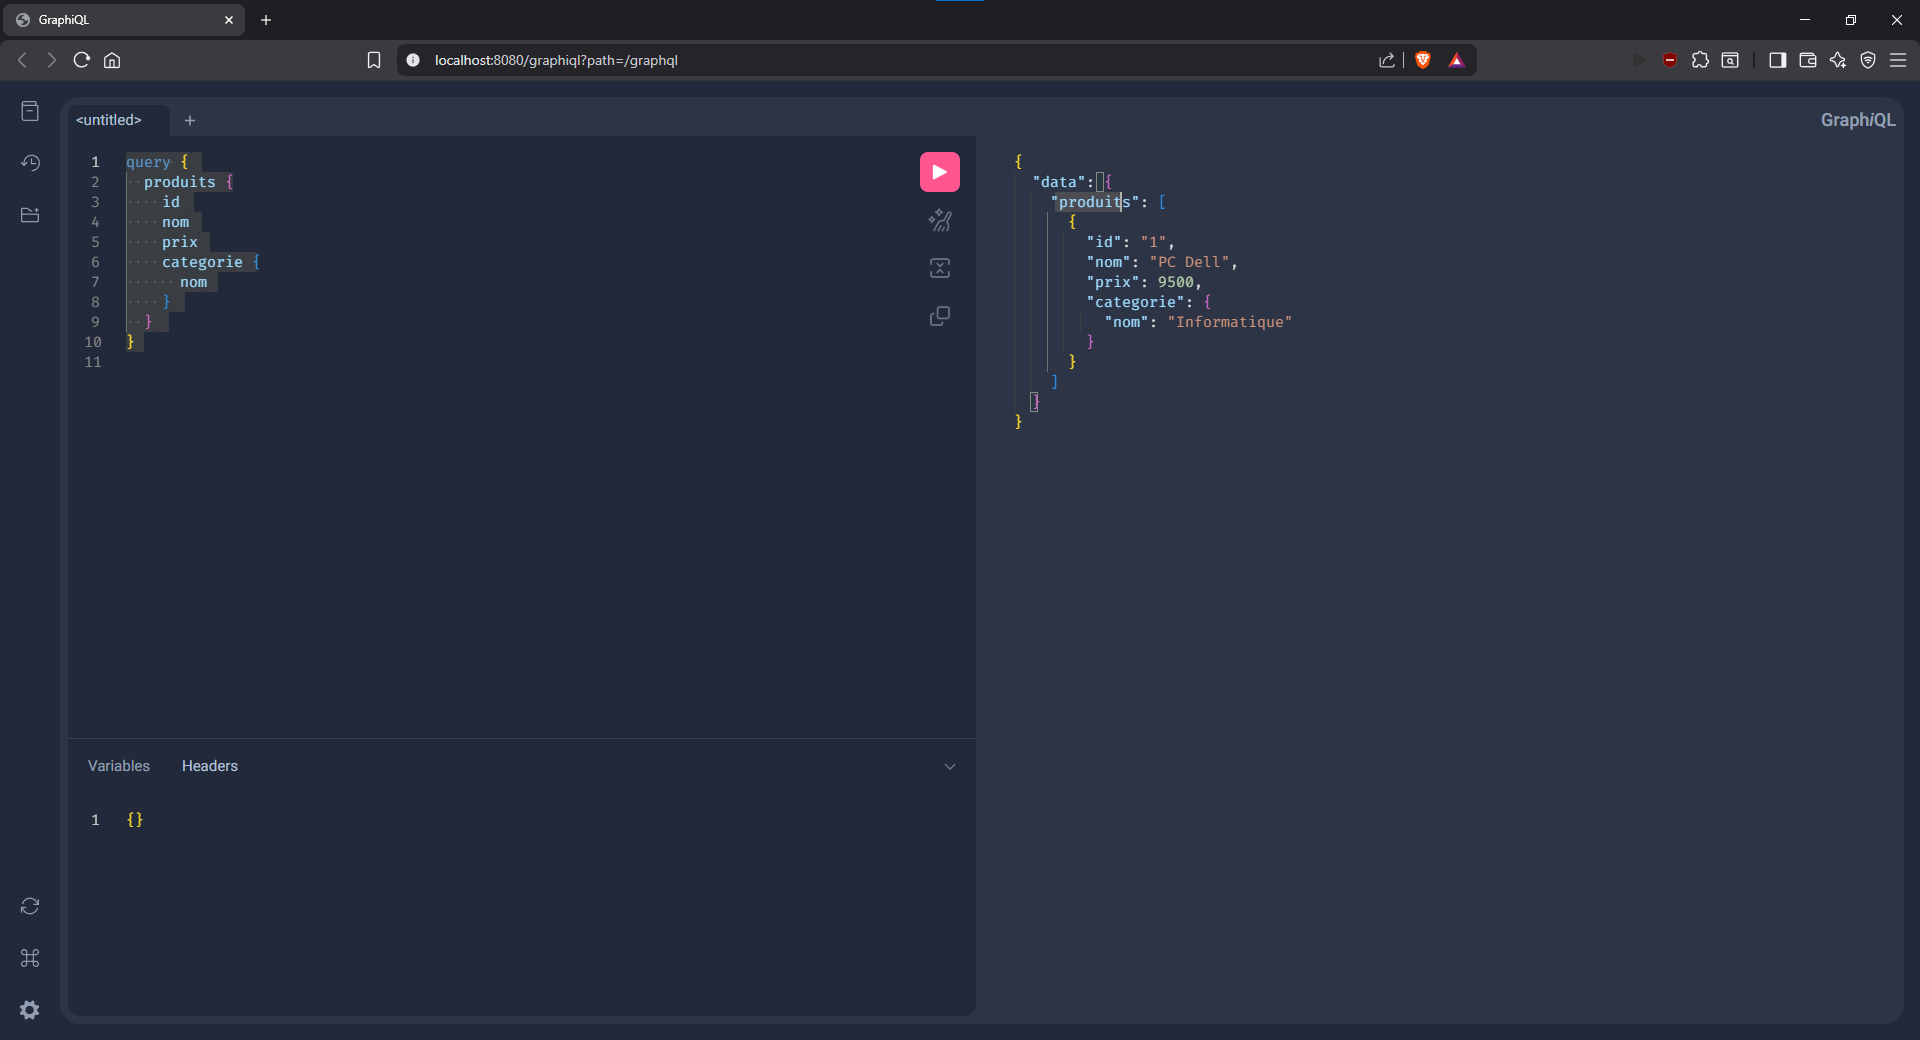 GraphiQL
localhost:8080/graphiql?path=/graphql
<untitled>
GraphiQL
1 query {
2 produits {
3 id
4 nom
5 prix
6 categorie {
7 nom
8 }
9 }
10 }
11
{
"data": {
"produits": [
{
"id": "1",
"nom": "PC Dell",
"prix": 9500,
"categorie": {
"nom": "Informatique"
}
}
]
}
}
Variables Headers
1 {}